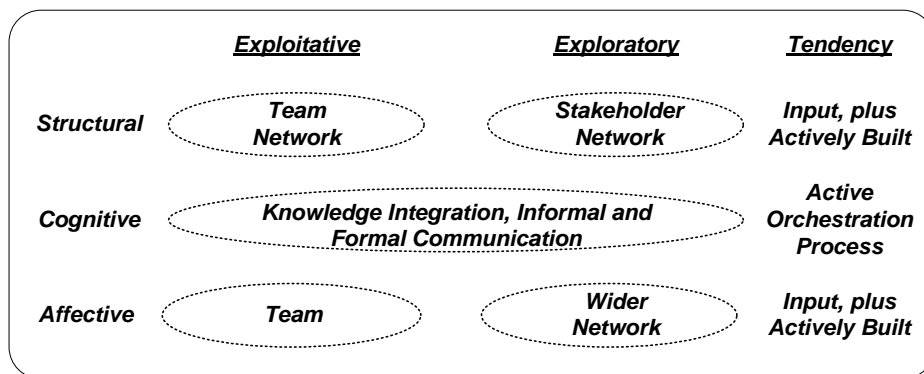 Exploitative Exploratory Tendency
Structural
Team
Network
Stakeholder
Network
Input, plus
Actively Built
Cognitive
Knowledge Integration, Informal and
Formal Communication
Active
Orchestration
Process
Affective
Team
Wider
Network
Input, plus
Actively Built